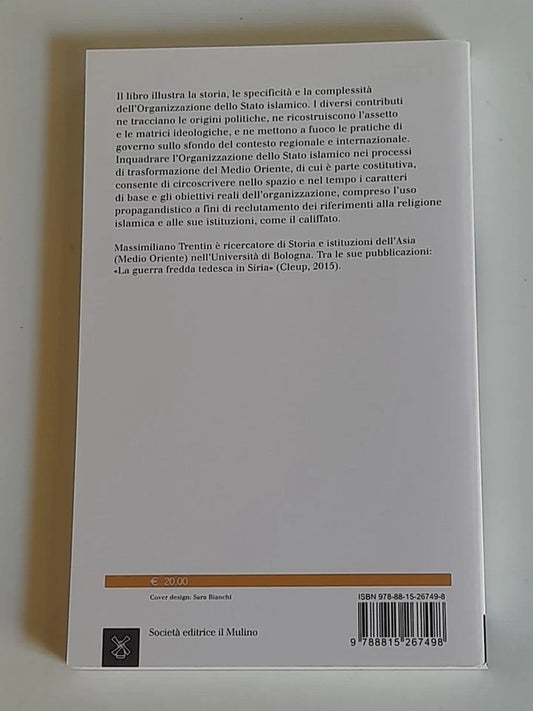 Il libro illustra la storia, le specificità e la complessità
dell'Organizzazione dello Stato islamico. I diversi contributi
ne tracciano le origini politiche, ne ricostruiscono l'assetto
e le matrici ideologiche, e ne mettono a fuoco le pratiche di
governo sullo sfondo del contesto regionale e internazionale.
Inquadrare l'Organizzazione dello Stato islamico nei processi
di trasformazione del Medio Oriente, di cui è parte costitutiva,
consente di circoscrivere nello spazio e nel tempo i caratteri
di base e gli obiettivi reali dell'organizzazione, compreso l'uso
propagandistico a fini di reclutamento dei riferimenti alla religione
islamica e alle sue istituzioni, come il califfato.
Massimiliano Trentin è ricercatore di Storia e istituzioni dell'Asia
(Medio Oriente) nell'Università di Bologna. Tra le sue pubblicazioni:
«La guerra fredda tedesca in Siria» (Cleup, 2015).
€ 20,00
Cover design: Sara Bianchi
ISBN 978-88-15-26749-8
Società editrice il Mulino
9 788815 267498